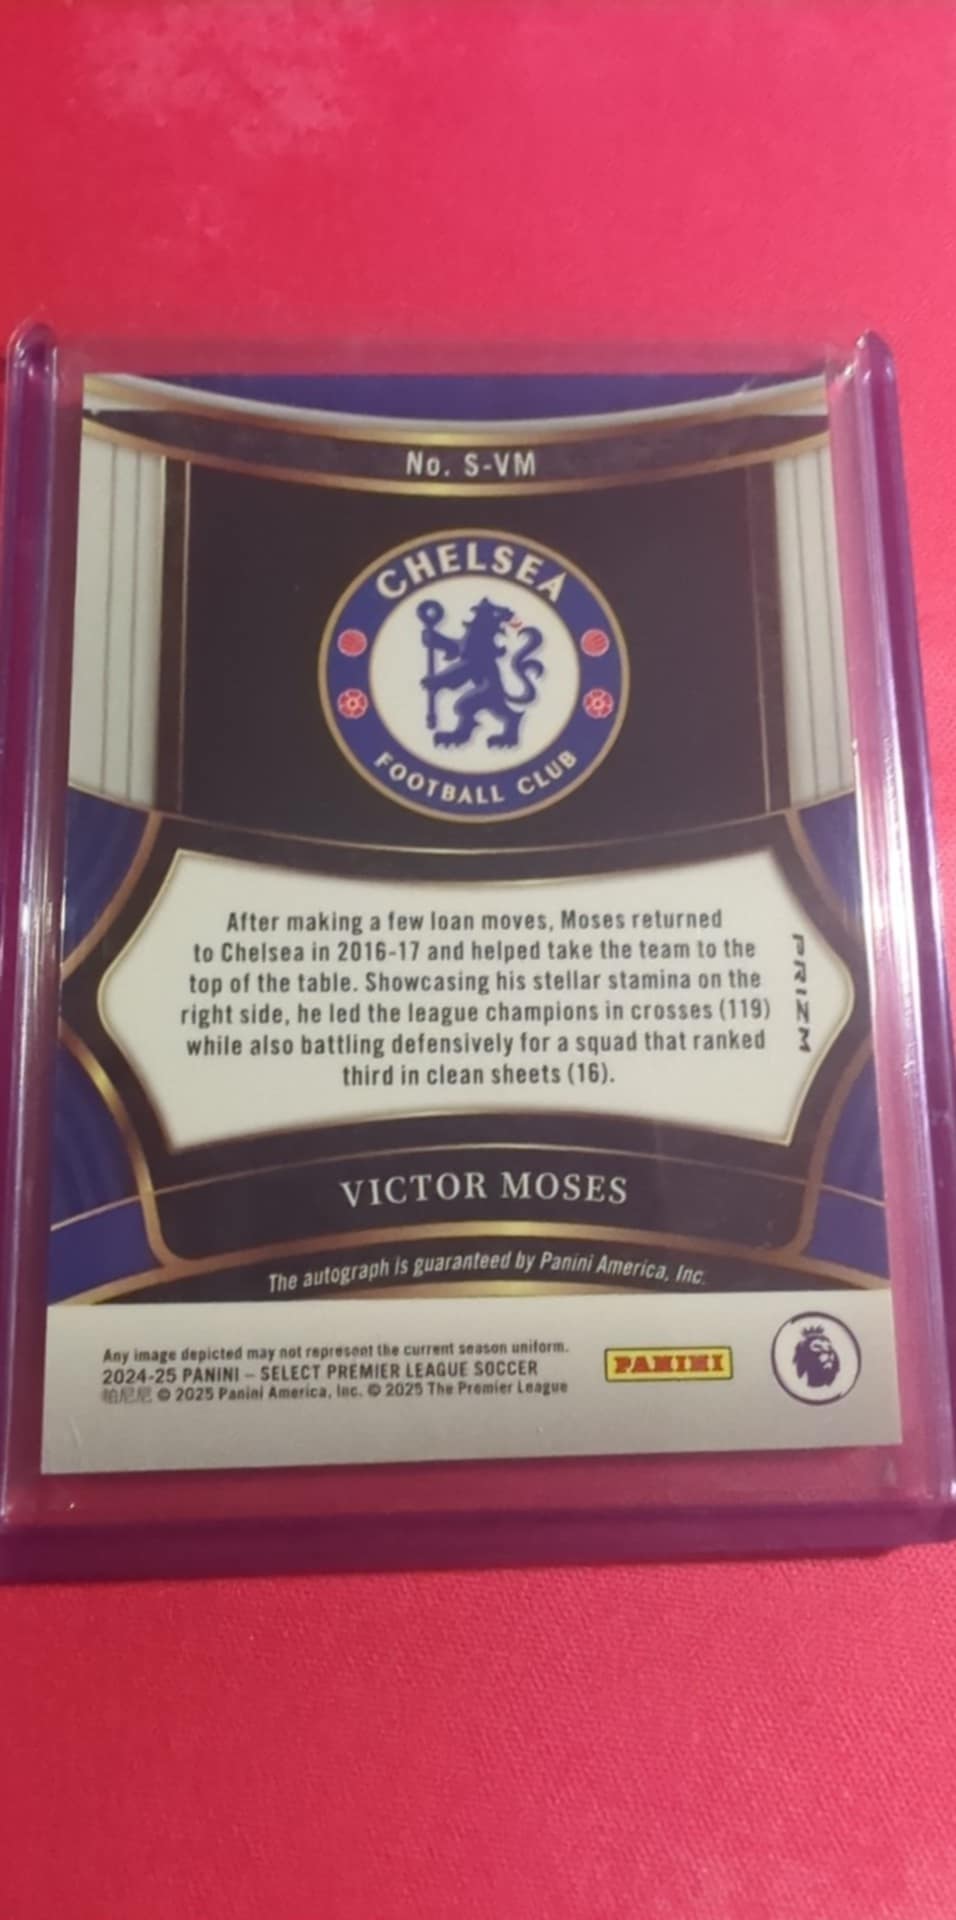 No. S-VM
CHELSEA
FOOTBALL CLUB
After making a few loan moves, Moses returned
to Chelsea in 2016-17 and helped take the team to the
top of the table. Showcasing his stellar stamina on the
right side, he led the league champions in crosses (119)
while also battling defensively for a squad that ranked
third in clean sheets (16).
PRIZM
VICTOR MOSES
The autograph is guaranteed by Panini America, Inc.
Any image depicted may not represent the current season uniform.
2024-25 PANINI – SELECT PREMIER LEAGUE SOCCER
帕尼尼 © 2025 Panini America, Inc. © 2025 The Premier League
PANINI